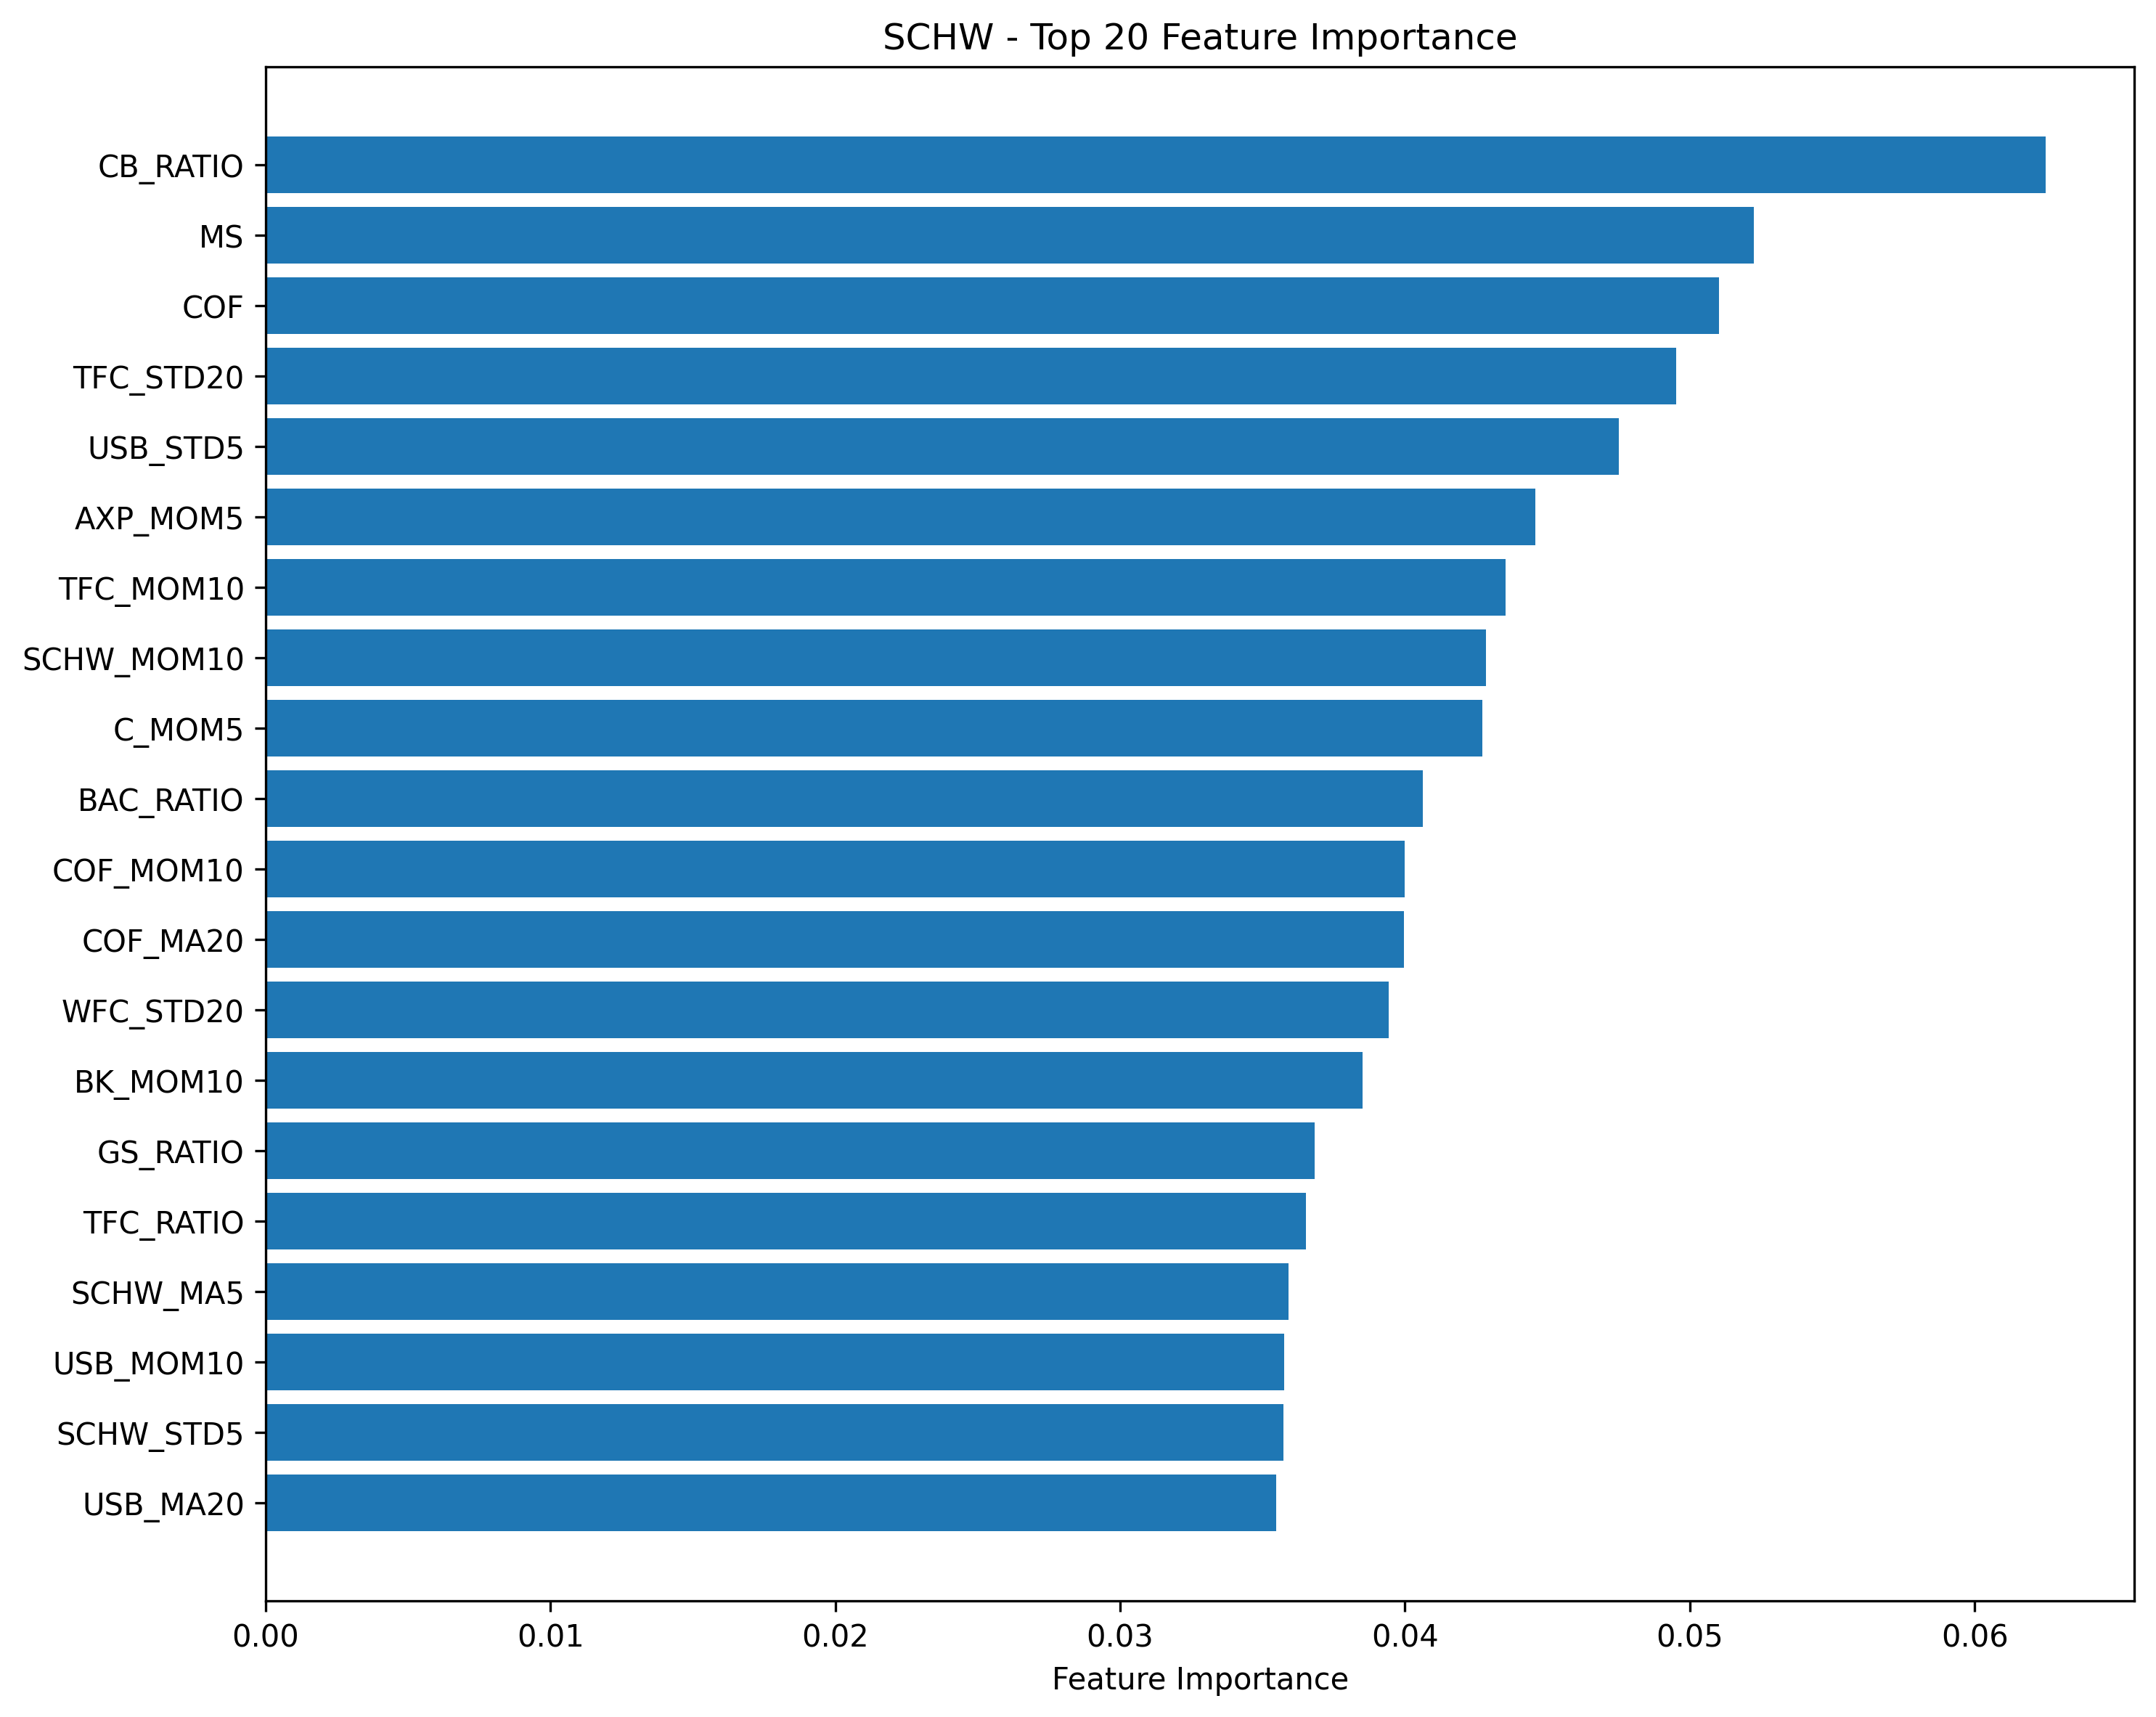 SCHW - Top 20 Feature Importance
CB_RATIO
MS
COF
TFC_STD20
USB_STD5
AXP_MOM5
TFC_MOM10
SCHW_MOM10
C_MOM5
BAC_RATIO
COF_MOM10
COF_MA20
WFC_STD20
BK_MOM10
GS_RATIO
TFC_RATIO
SCHW_MA5
USB_MOM10
SCHW_STD5
USB_MA20
0.00 0.01 0.02 0.03 0.04 0.05 0.06
Feature Importance